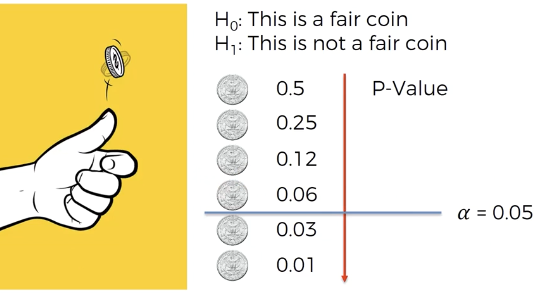 H₀: This is a fair coin
H₁: This is not a fair coin
0.5 P-Value
0.25
0.12
0.06
α = 0.05
0.03
0.01